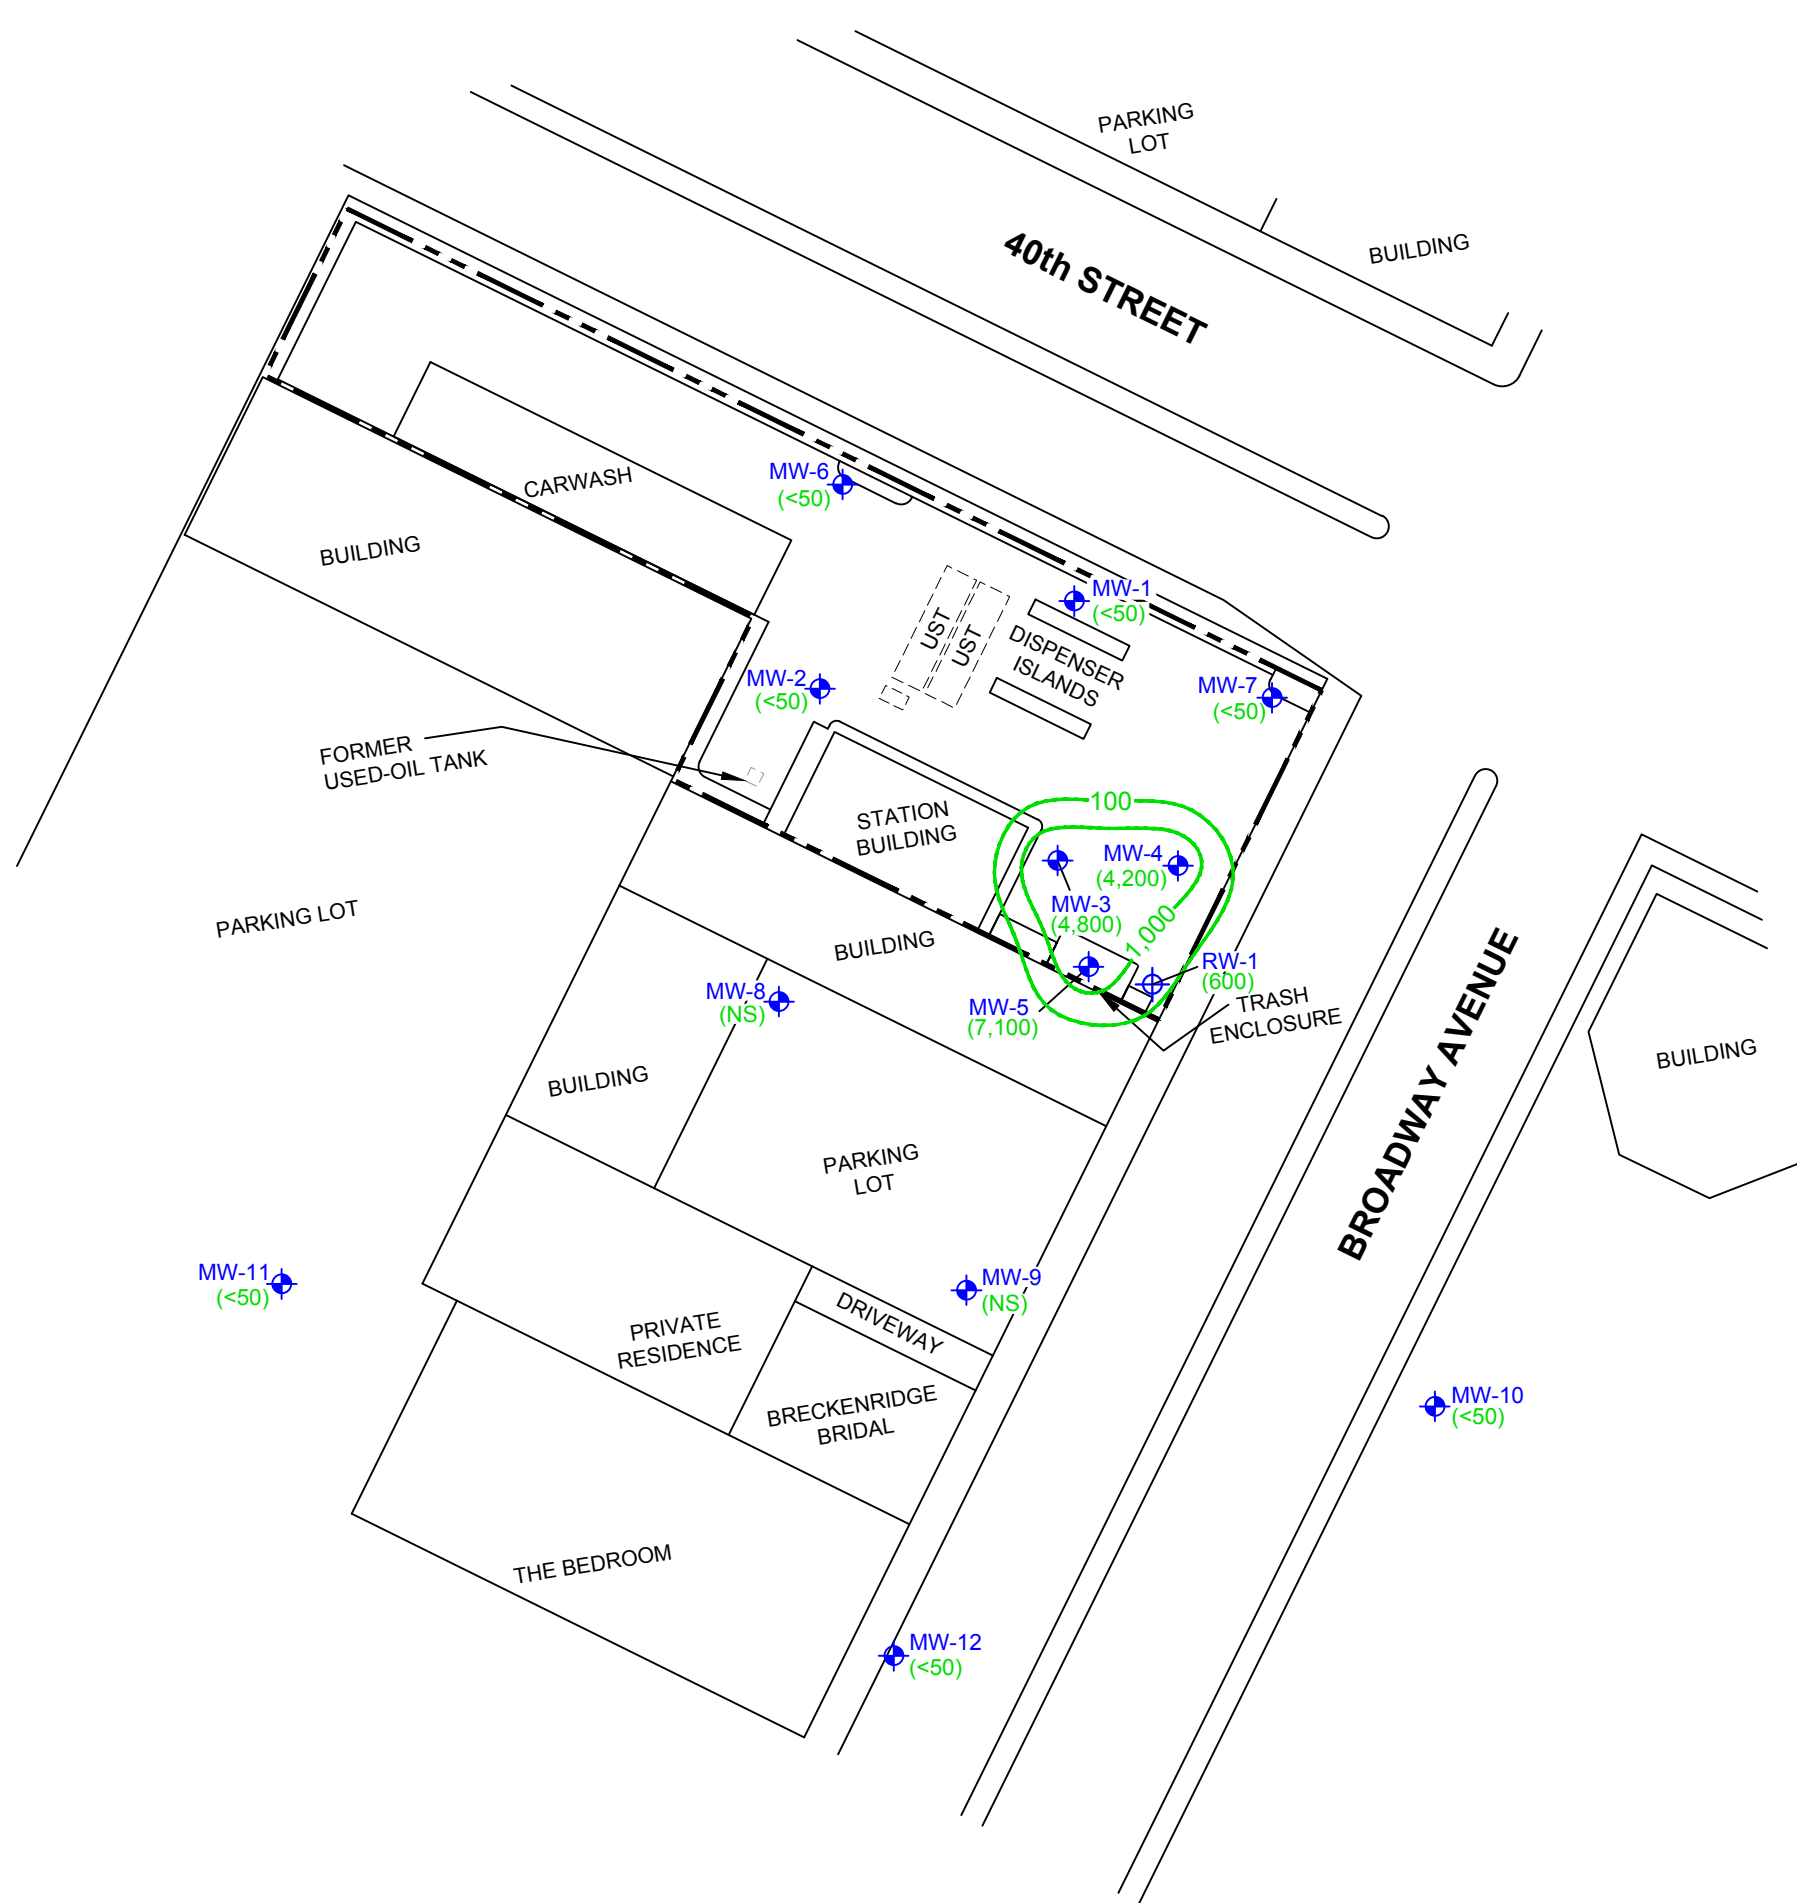 PARKING
LOT
BUILDING
40th STREET
MW-6
(<50)
CARWASH
BUILDING
MW-1
(<50)
UST
UST
DISPENSER
ISLANDS
MW-2
(<50)
MW-7
(<50)
FORMER
USED-OIL TANK
100
STATION
BUILDING
MW-4
(4,200)
MW-3
(4,800)
1,000
PARKING LOT
BUILDING
RW-1
(600)
MW-8
(NS)
MW-5
(7,100)
TRASH
ENCLOSURE
BROADWAY AVENUE
BUILDING
BUILDING
PARKING
LOT
MW-11
(<50)
MW-9
(NS)
DRIVEWAY
PRIVATE
RESIDENCE
BRECKENRIDGE
BRIDAL
MW-10
(<50)
THE BEDROOM
MW-12
(<50)